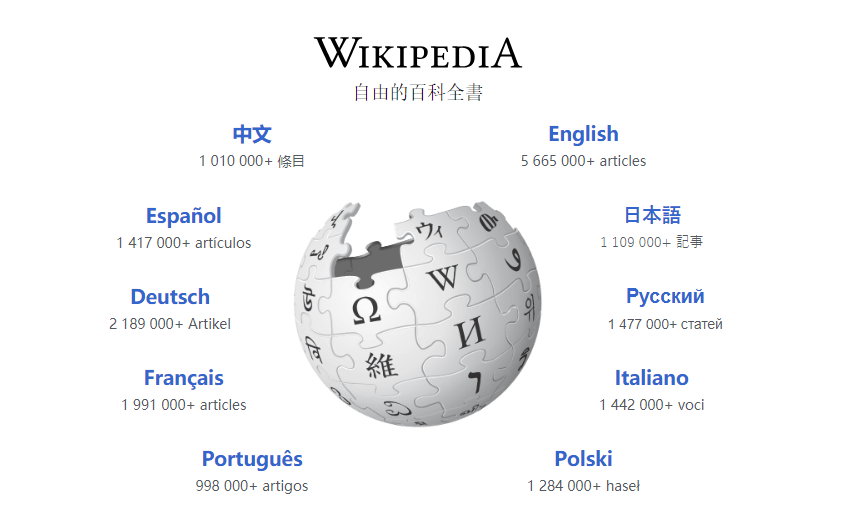 WIKIPEDIA
自由的百科全書
中文
1 010 000+ 條目
English
5 665 000+ articles
Español
1 417 000+ artículos
日本語
1 109 000+ 記事
Deutsch
2 189 000+ Artikel
Русский
1 477 000+ статей
Français
1 991 000+ articles
Italiano
1 442 000+ voci
Português
998 000+ artigos
Polski
1 284 000+ haseł
ウィ
W
Ω
И
維